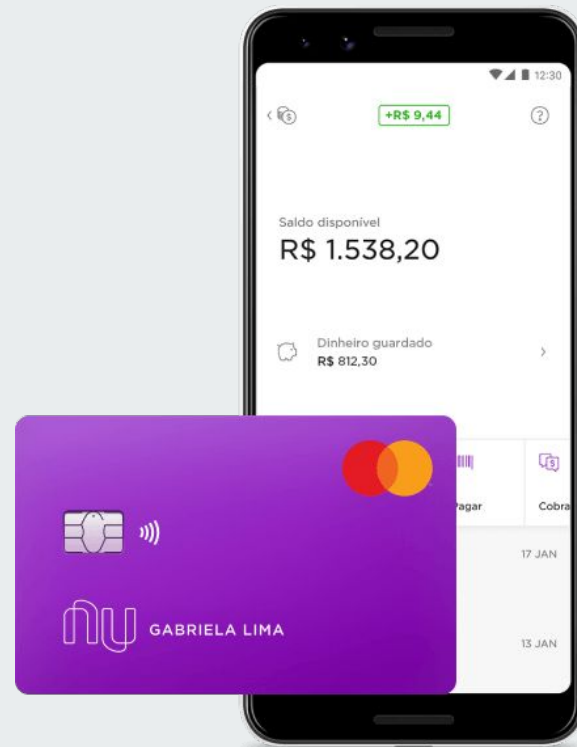 12:30
+R$ 9,44
Saldo disponível
R$ 1.538,20
Dinheiro guardado
R$ 812,30
Pagar
Cobra
17 JAN
nu
GABRIELA LIMA
13 JAN